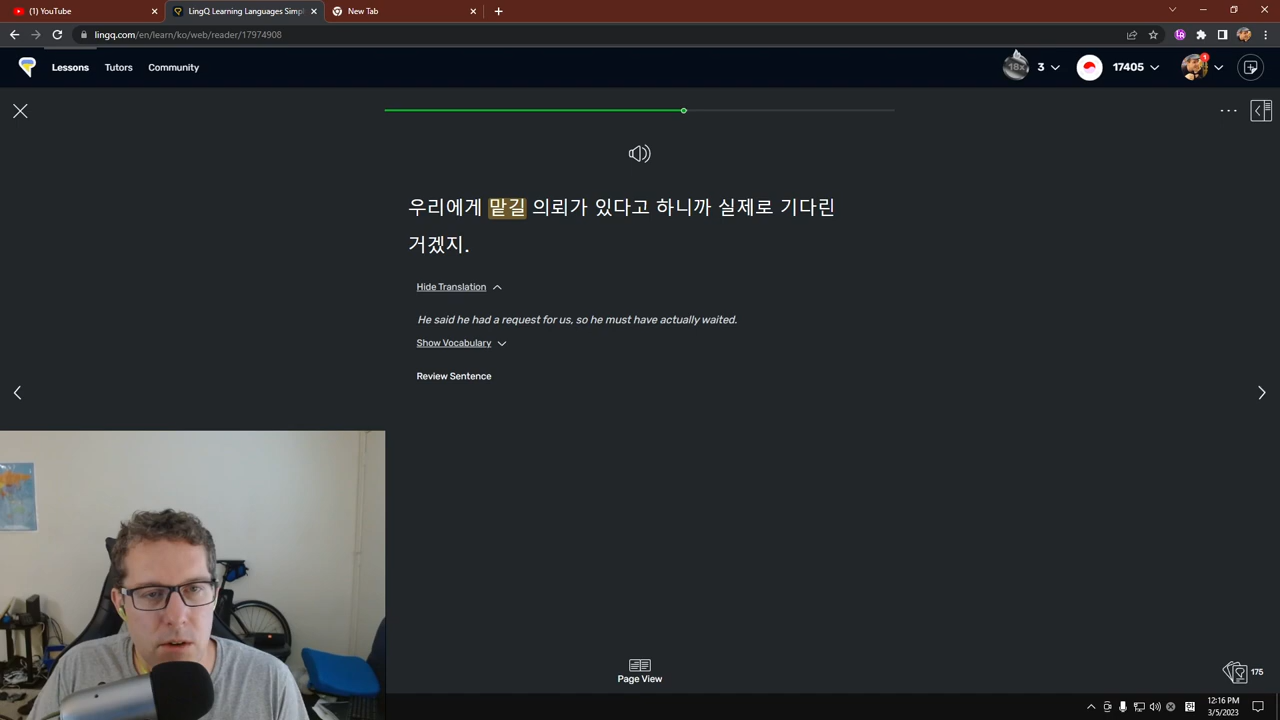 (1) YouTube
LingQ Learning Languages Simpl
New Tab
lingq.com/en/learn/ko/web/reader/17974908
Lessons
Tutors
Community
18x
3
17405
1
우리에게 맡길 의뢰가 있다고 하니까 실제로 기다린
거겠지.
Hide Translation
He said he had a request for us, so he must have actually waited.
Show Vocabulary
Review Sentence
Page View
175
12:16 PM
3/5/2023